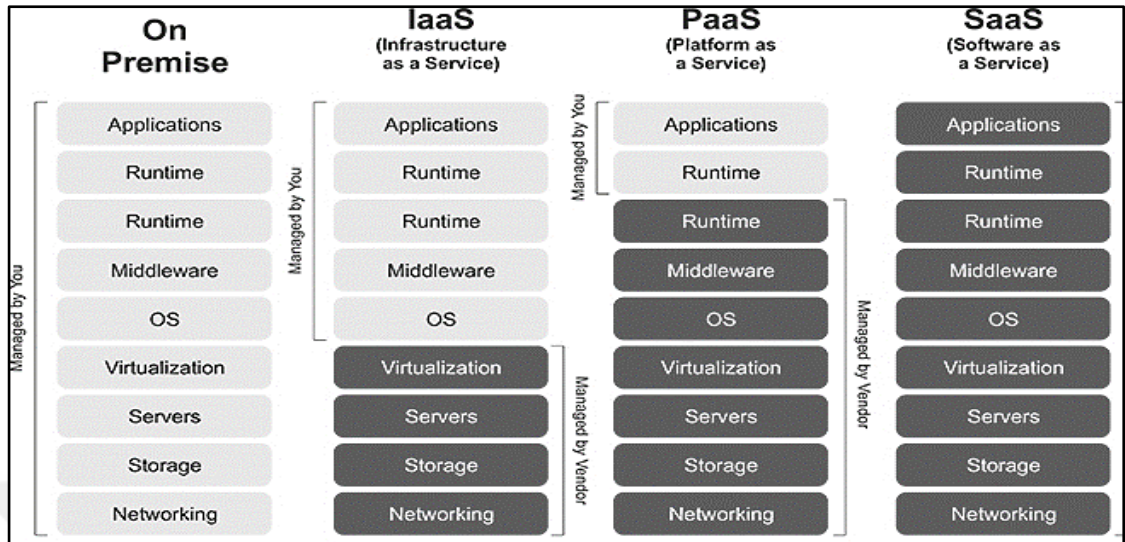 On
Premise
Managed by You
Applications
Runtime
Runtime
Middleware
OS
Virtualization
Servers
Storage
Networking
IaaS
(Infrastructure
as a Service)
Managed by You
Applications
Runtime
Runtime
Middleware
OS
Virtualization
Servers
Storage
Networking
Managed by Vendor
PaaS
(Platform as
a Service)
Managed by You
Applications
Runtime
Runtime
Middleware
OS
Virtualization
Servers
Storage
Networking
Managed by Vendor
SaaS
(Software as
a Service)
Applications
Runtime
Runtime
Middleware
OS
Virtualization
Servers
Storage
Networking